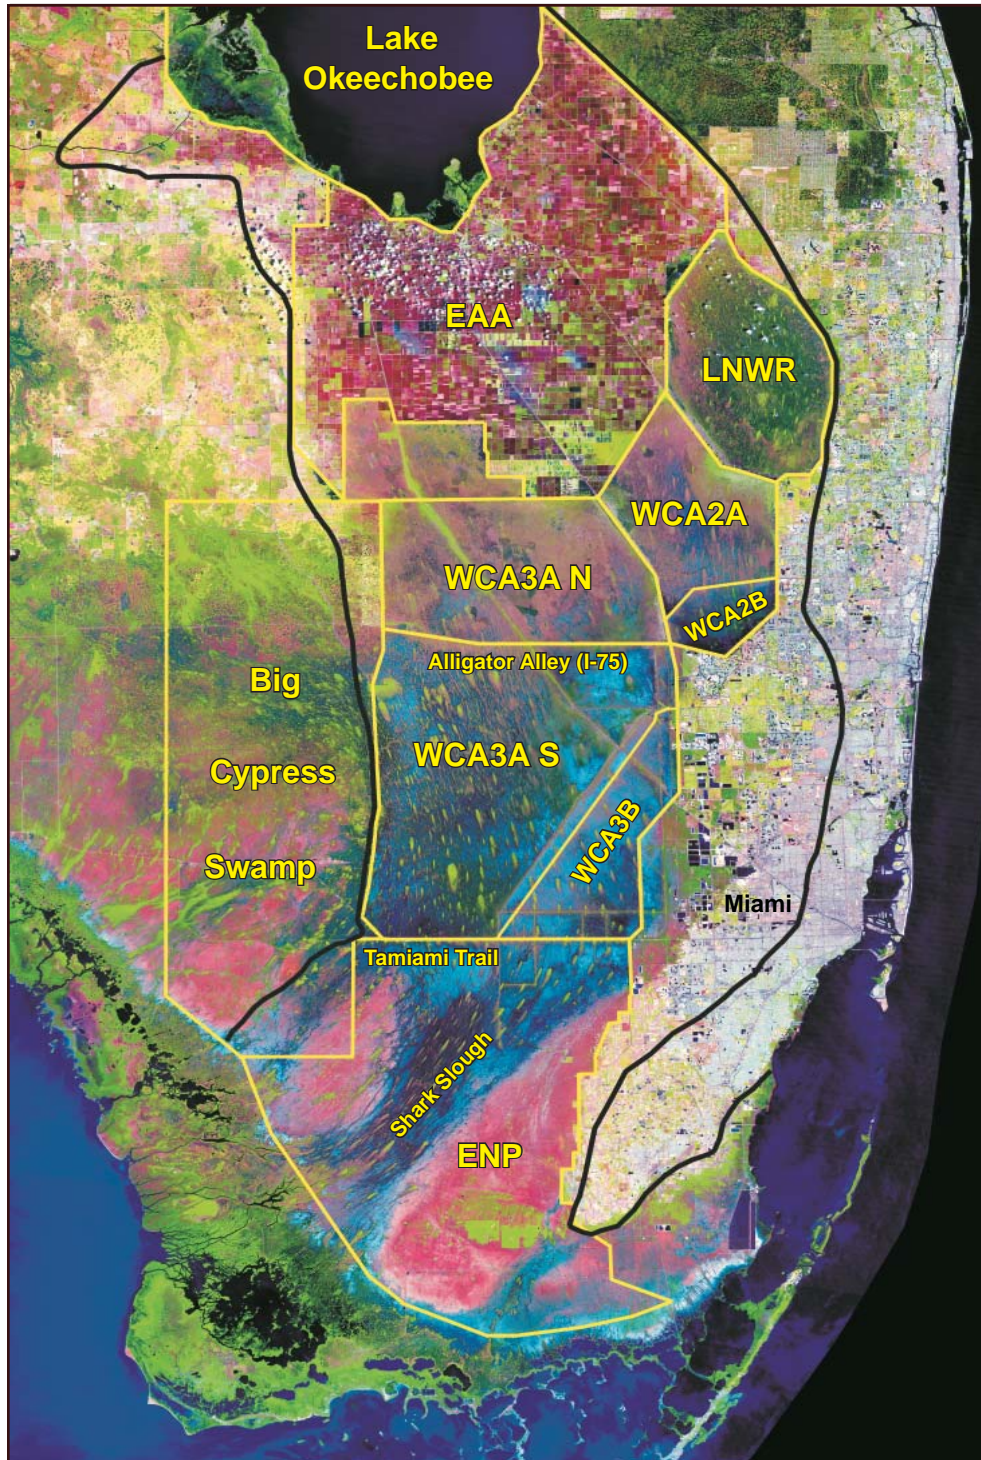 Lake
Okeechobee
EAA
LNWR
WCA2A
WCA3A N
WCA2B
Alligator Alley (I-75)
Big
WCA3A S
Cypress
WCA3B
Swamp
Miami
Tamiami Trail
Shark Slough
ENP